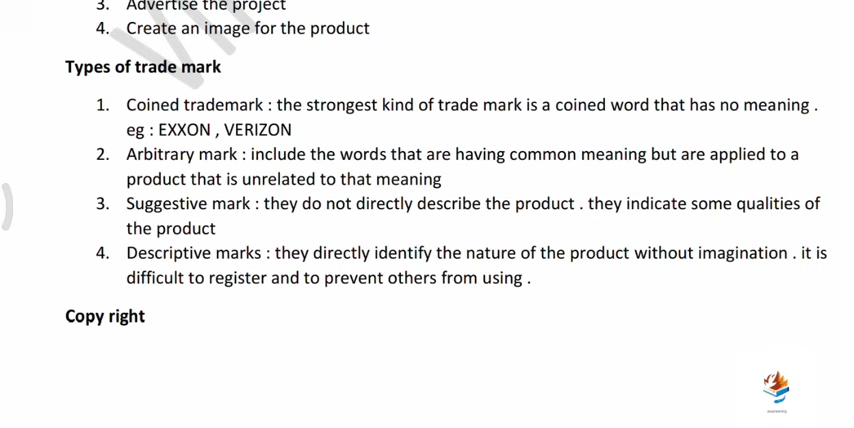 3. Advertise the project
4. Create an image for the product
Types of trade mark
1. Coined trademark : the strongest kind of trade mark is a coined word that has no meaning .
eg : EXXON , VERIZON
2. Arbitrary mark : include the words that are having common meaning but are applied to a
product that is unrelated to that meaning
3. Suggestive mark : they do not directly describe the product . they indicate some qualities of
the product
4. Descriptive marks : they directly identify the nature of the product without imagination . it is
difficult to register and to prevent others from using .
Copy right